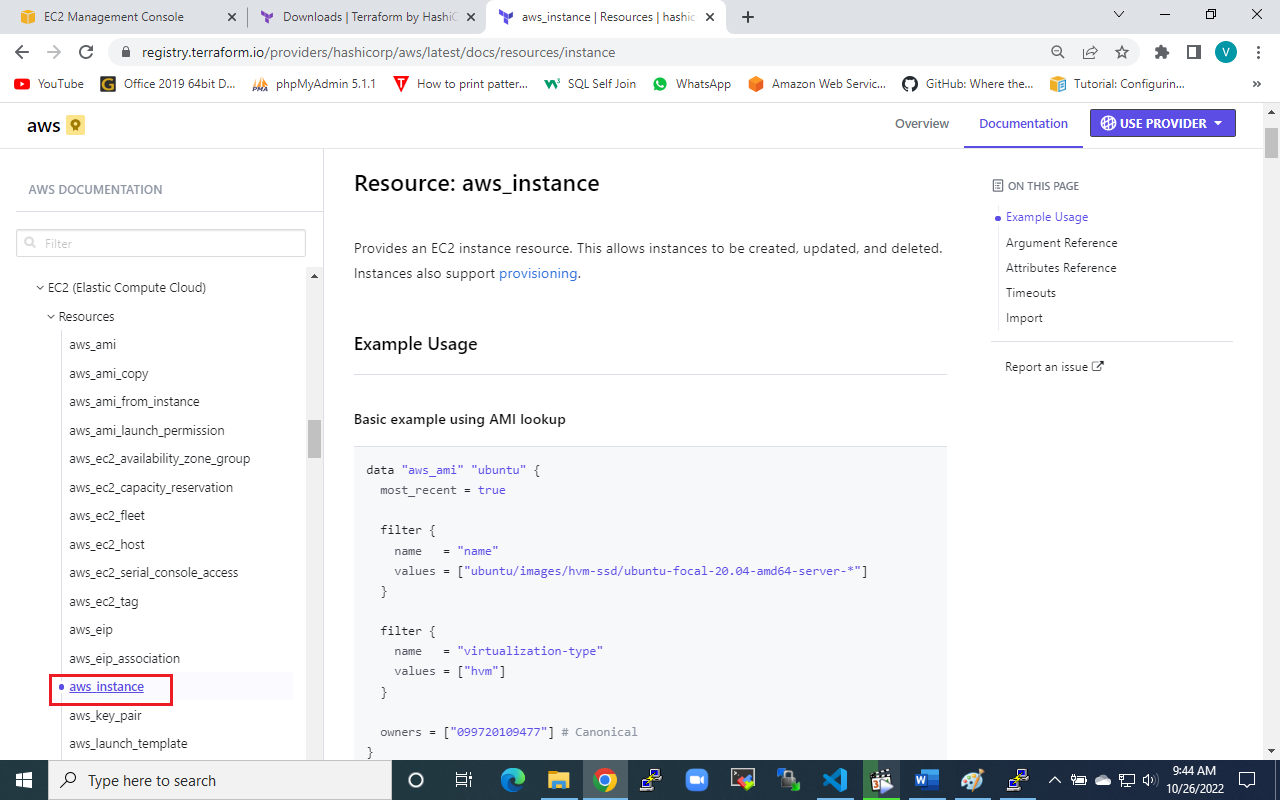 EC2 Management Console
Downloads | Terraform by HashiC
aws_instance | Resources | hashic
registry.terraform.io/providers/hashicorp/aws/latest/docs/resources/instance
V
YouTube
Office 2019 64bit D...
phpMyAdmin 5.1.1
How to print patter...
SQL Self Join
WhatsApp
Amazon Web Servic...
GitHub: Where the...
Tutorial: Configurin...
»
aws
Overview
Documentation
USE PROVIDER
AWS DOCUMENTATION
Filter
EC2 (Elastic Compute Cloud)
Resources
aws_ami
aws_ami_copy
aws_ami_from_instance
aws_ami_launch_permission
aws_ec2_availability_zone_group
aws_ec2_capacity_reservation
aws_ec2_fleet
aws_ec2_host
aws_ec2_serial_console_access
aws_ec2_tag
aws_eip
aws_eip_association
aws_instance
aws_key_pair
aws_launch_template
Resource: aws_instance
Provides an EC2 instance resource. This allows instances to be created, updated, and deleted.
Instances also support provisioning.
Example Usage
Basic example using AMI lookup
data "aws_ami" "ubuntu" {
  most_recent = true
  filter {
    name   = "name"
    values = ["ubuntu/images/hvm-ssd/ubuntu-focal-20.04-amd64-server-*"]
  }
  filter {
    name   = "virtualization-type"
    values = ["hvm"]
  }
  owners = ["099720109477"] # Canonical
}
ON THIS PAGE
Example Usage
Argument Reference
Attributes Reference
Timeouts
Import
Report an issue
Type here to search
9:44 AM
10/26/2022